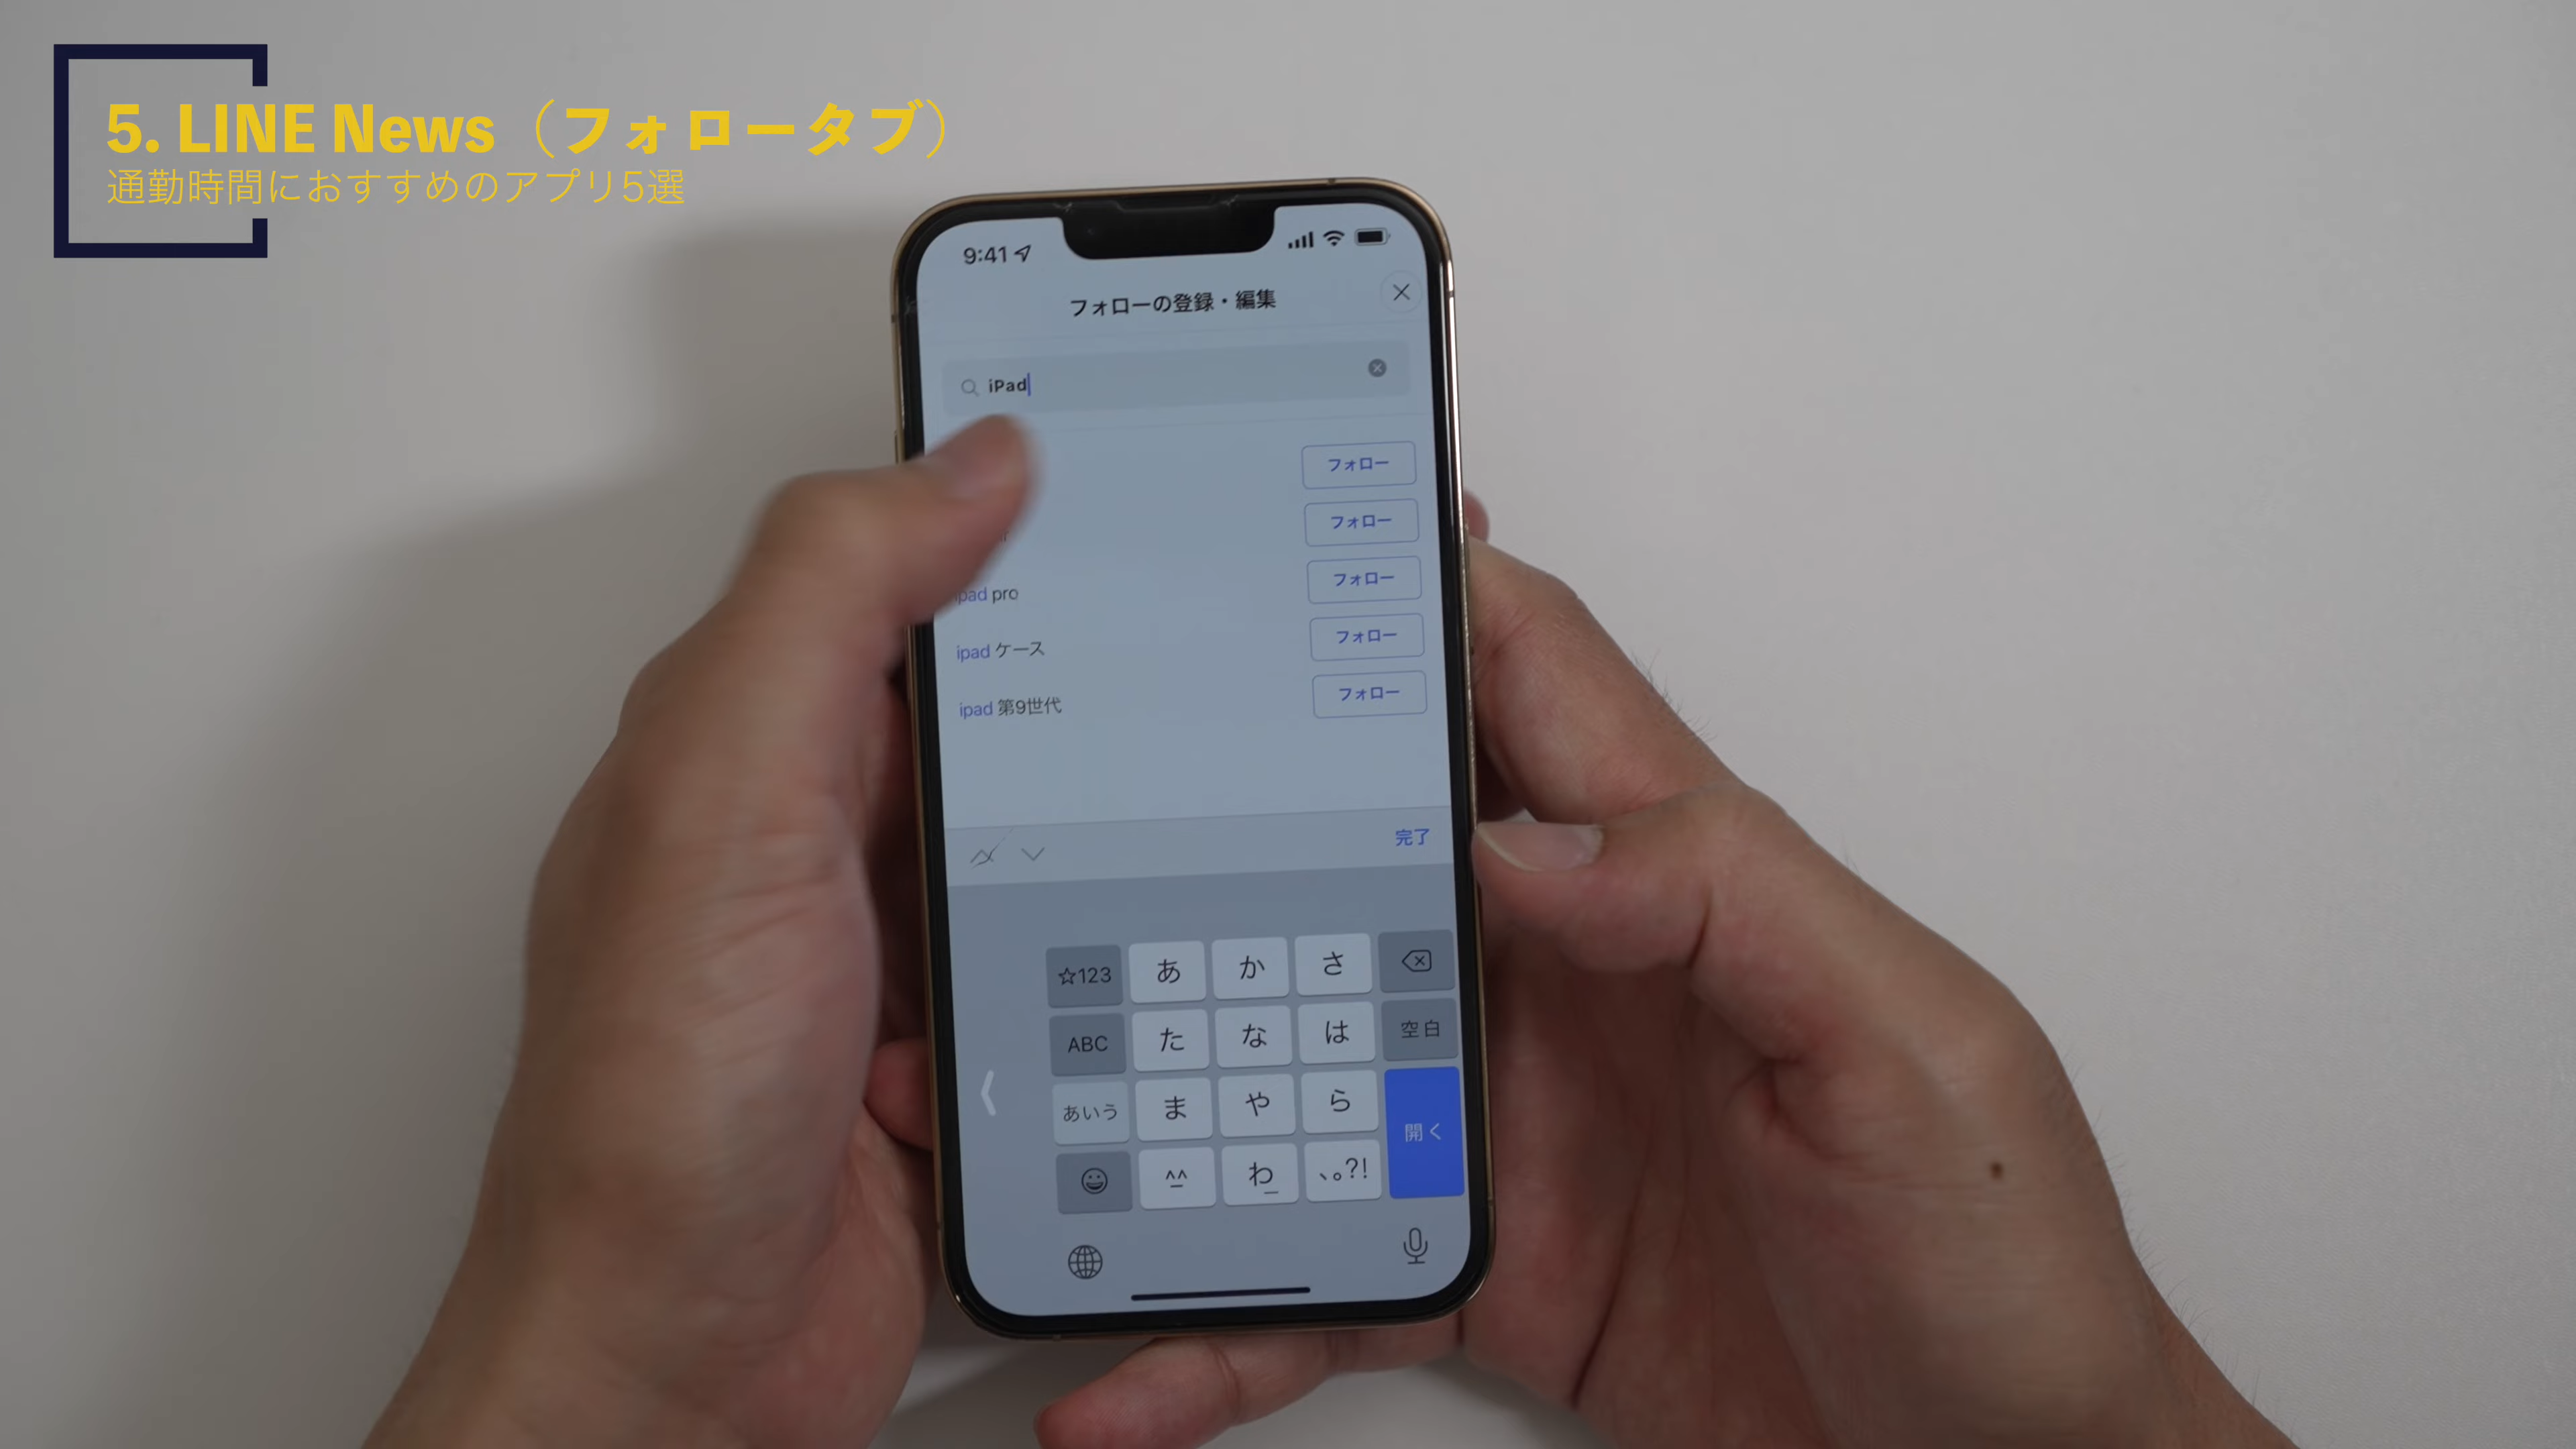 5. LINE News（フォロータブ）
通勤時間におすすめのアプリ5選
9:41
フォローの登録・編集
iPad
フォロー
フォロー
ipad pro
フォロー
ipad ケース
フォロー
ipad 第9世代
フォロー
完了
☆123 あ か さ
ABC た な は 空白
あいう ま や ら 開く
^^ わ 、。?!